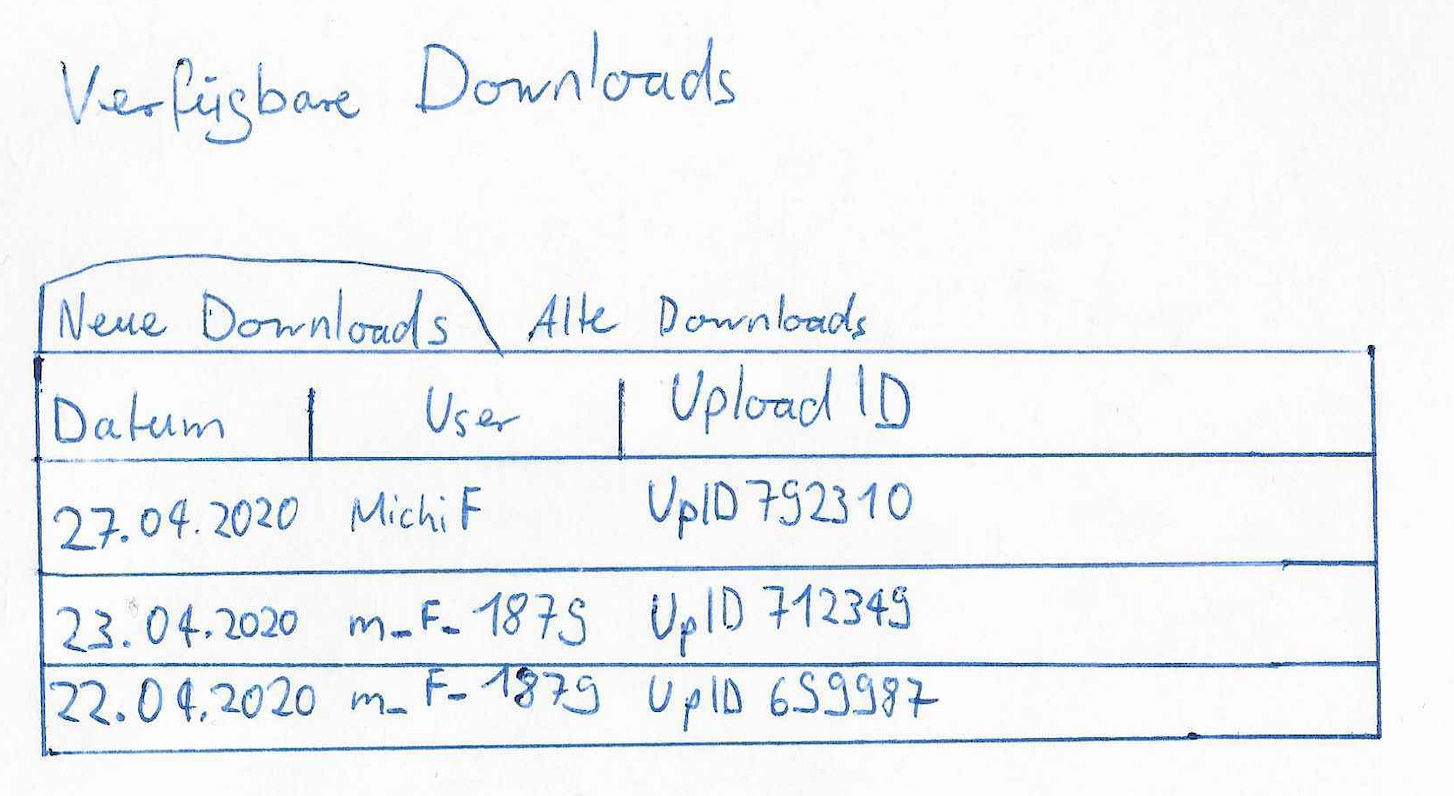 Verfügbare Downloads
Neue Downloads Alte Downloads
Datum User Upload ID
27.04.2020 MichiF UpID 792310
23.04.2020 m_F_1879 UpID 712349
22.04.2020 m_F_1879 UpID 659987